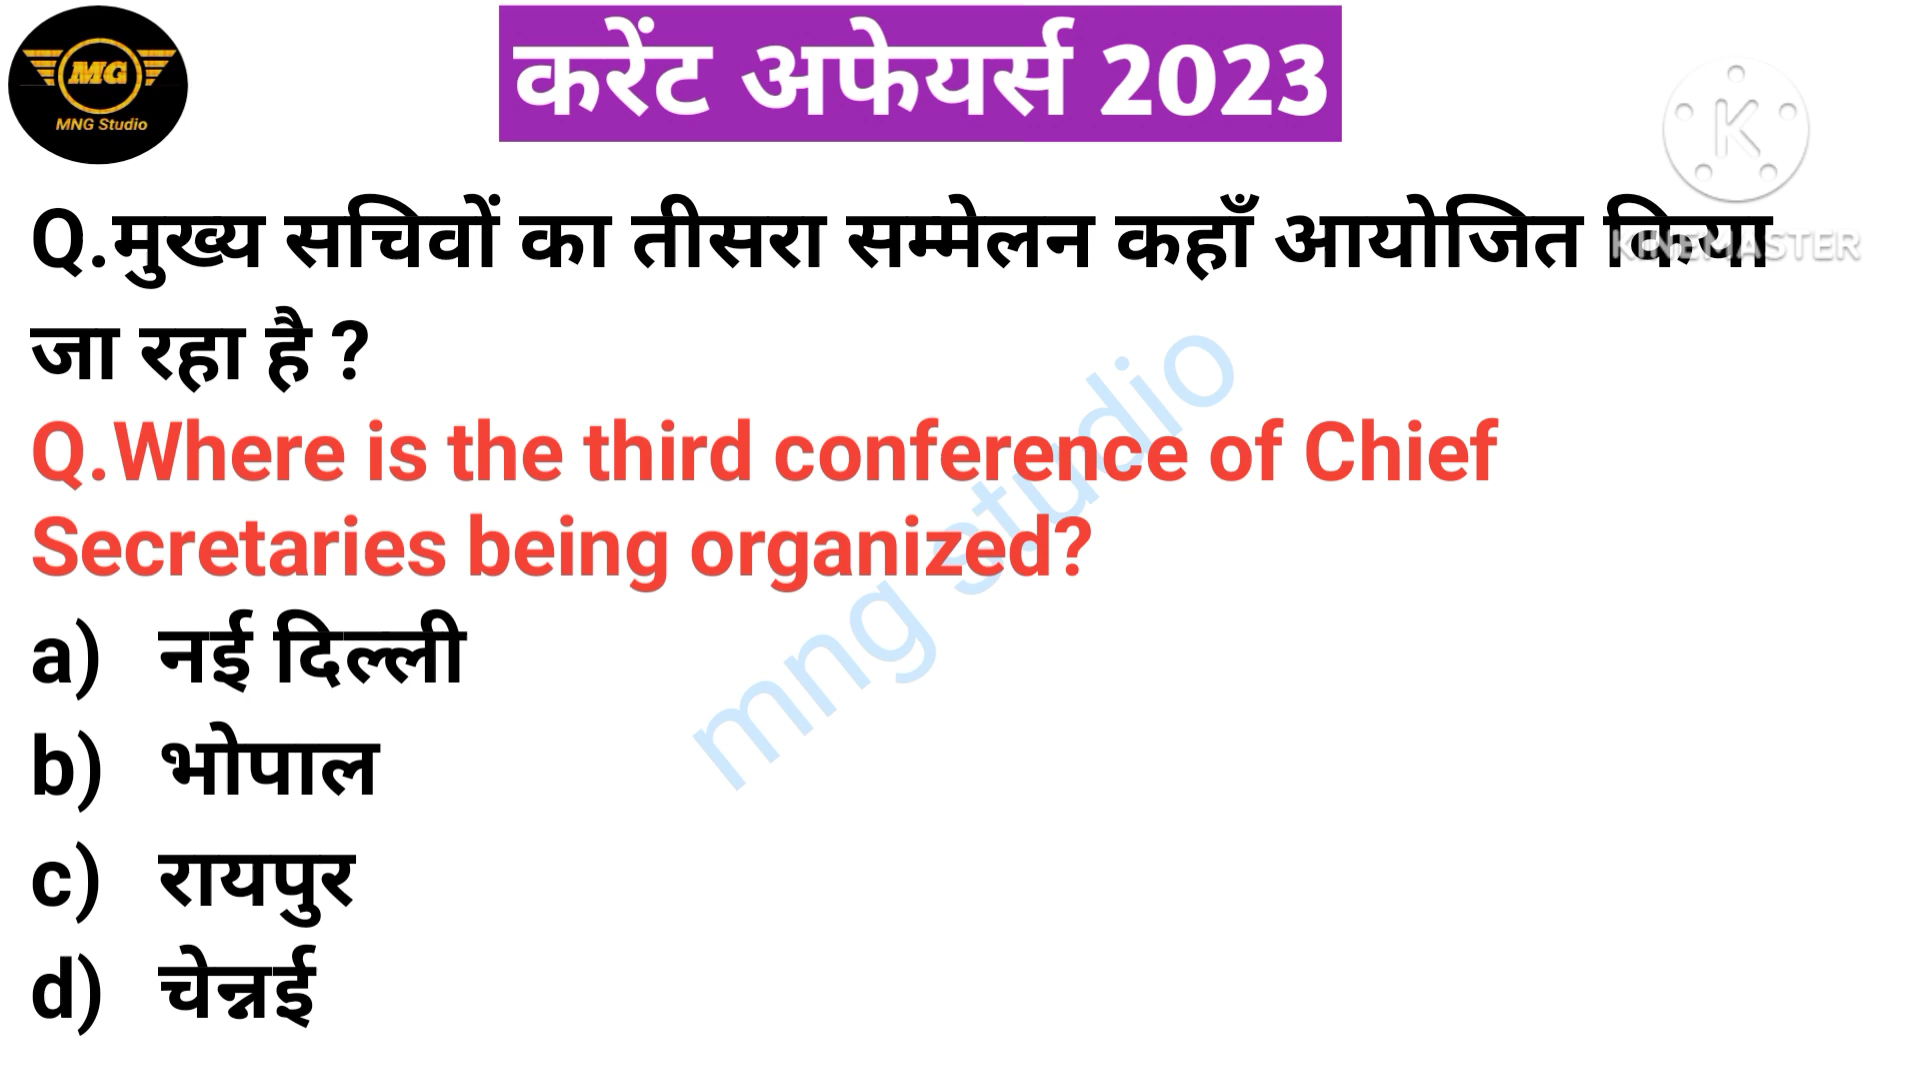 करेंट अफेयर्स 2023
MG
MNG Studio
K
KINEMASTER
Q.मुख्य सचिवों का तीसरा सम्मेलन कहाँ आयोजित किया
जा रहा है ?
Q.Where is the third conference of Chief
Secretaries being organized?
a) नई दिल्ली
b) भोपाल
c) रायपुर
d) चेन्नई
mng studio